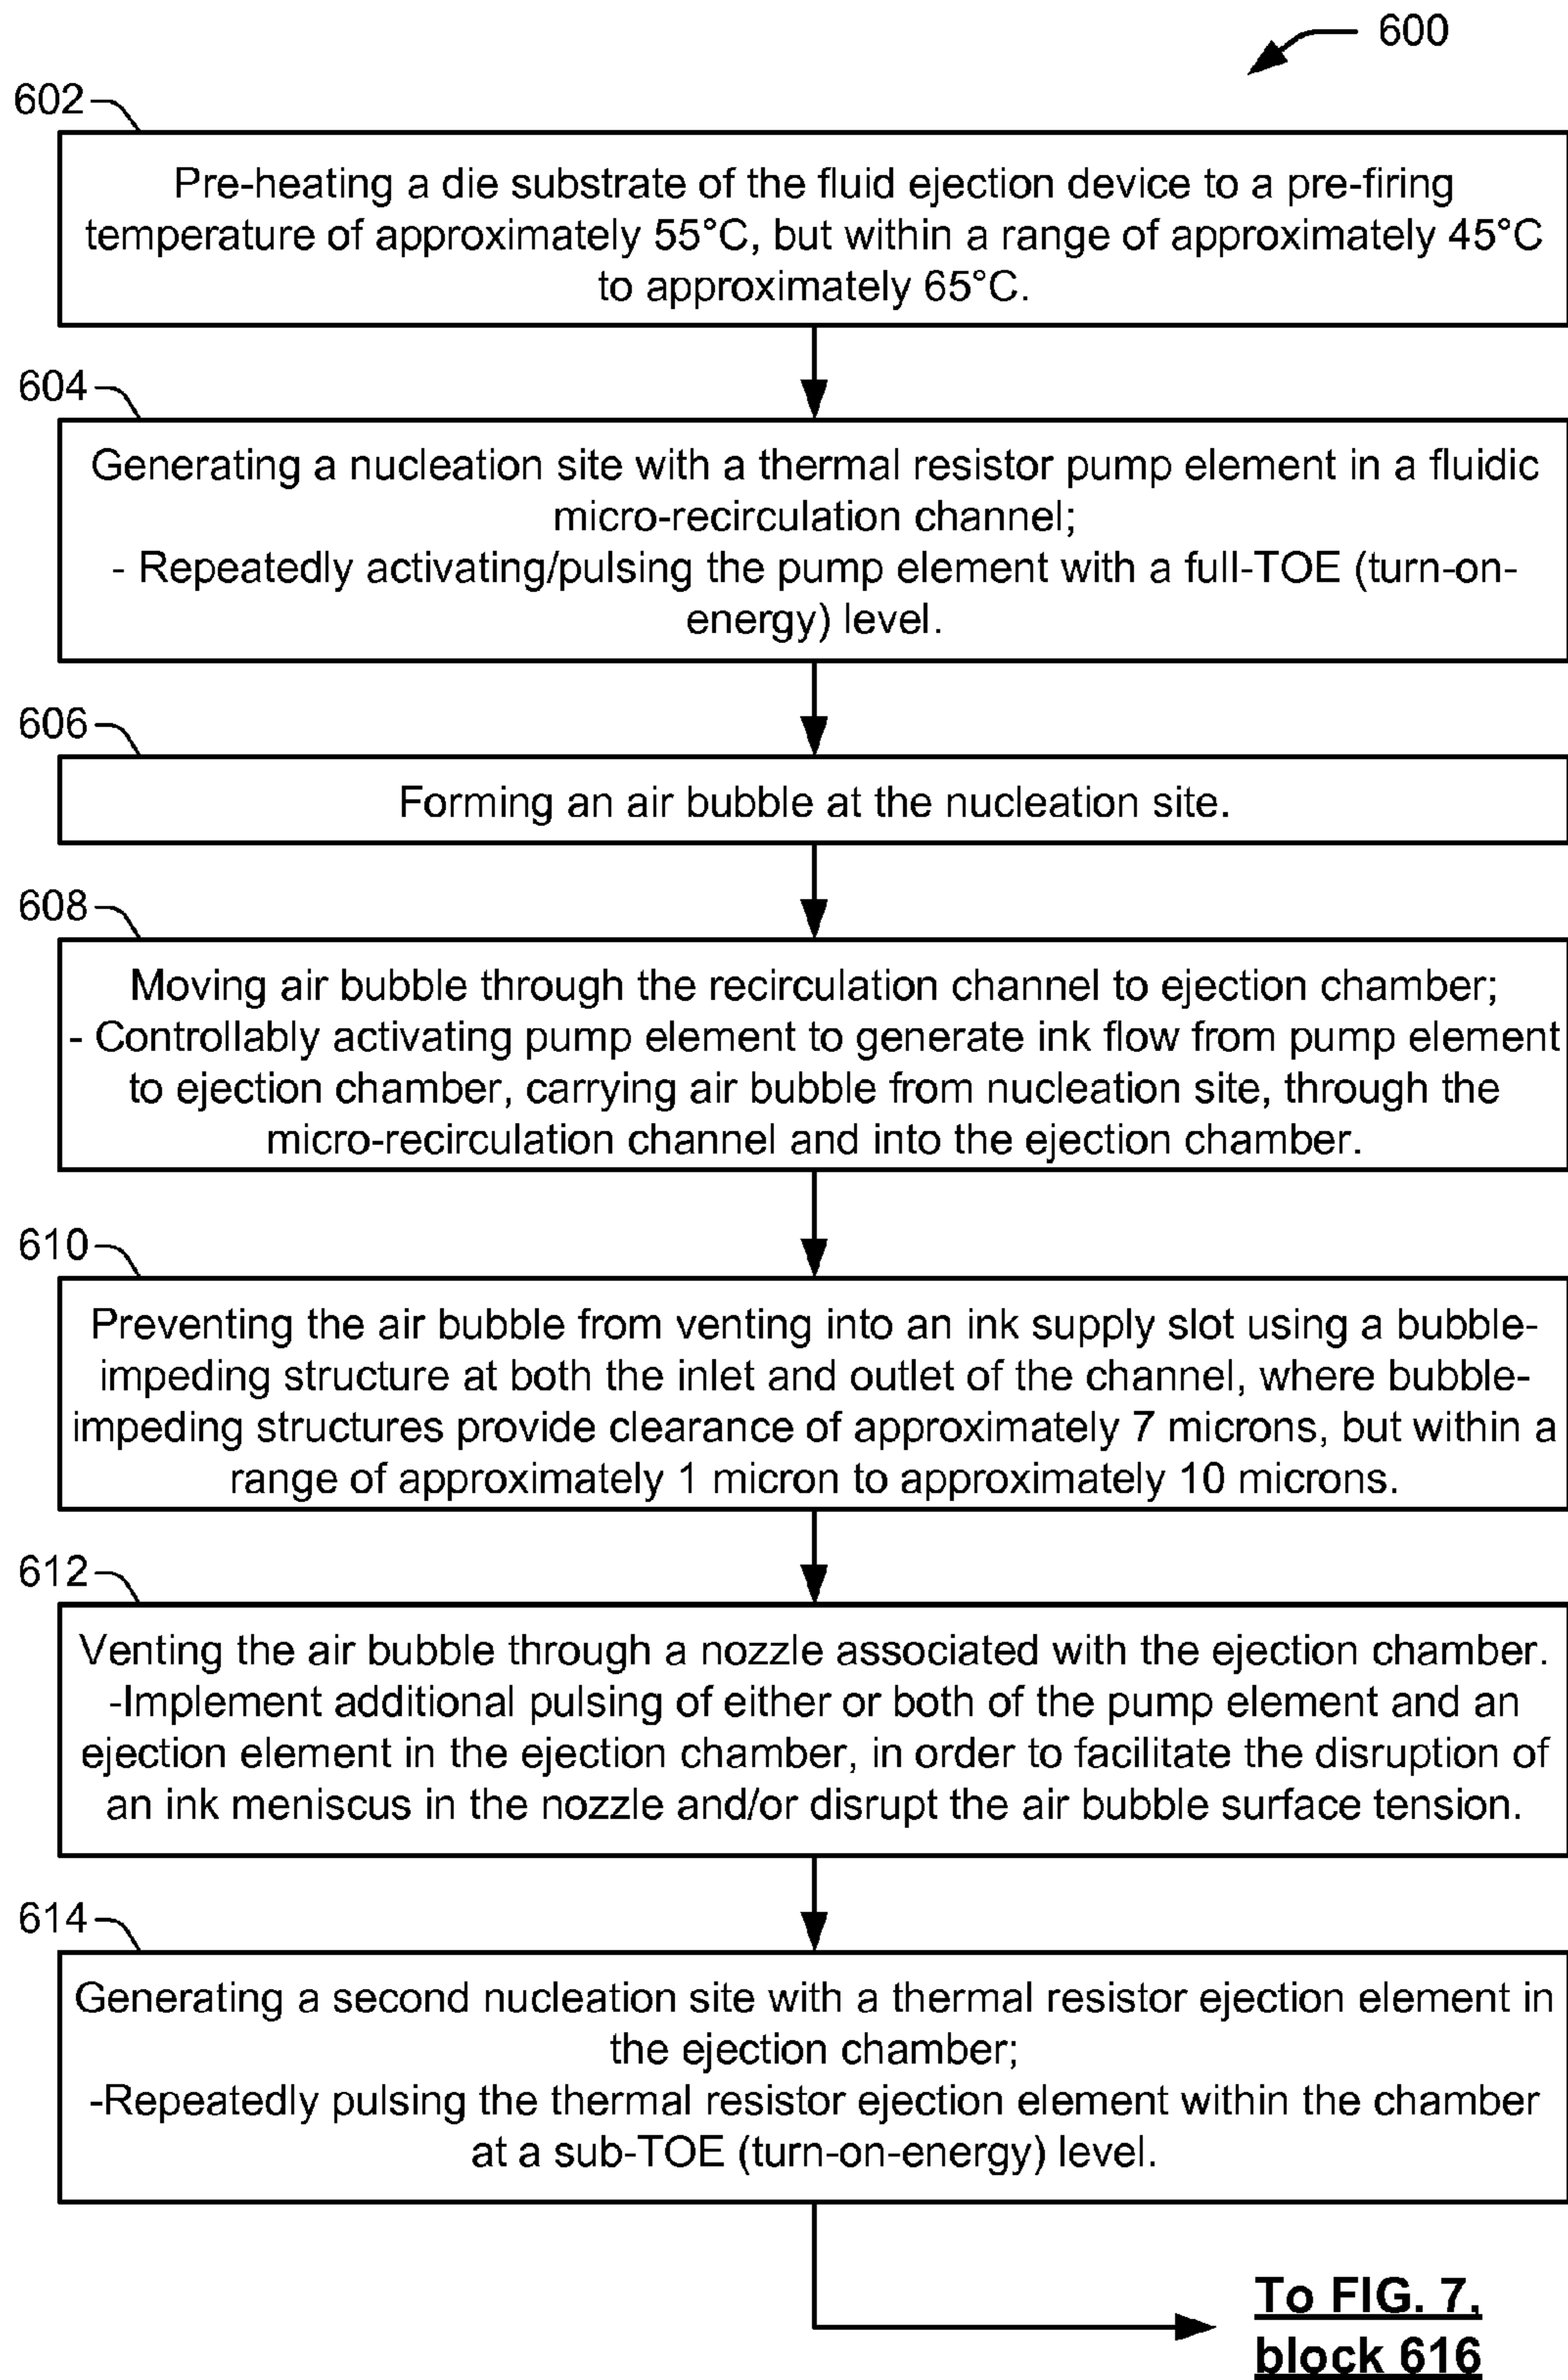 600
602
Pre-heating a die substrate of the fluid ejection device to a pre-firing
temperature of approximately 55°C, but within a range of approximately 45°C
to approximately 65°C.
604
Generating a nucleation site with a thermal resistor pump element in a fluidic
micro-recirculation channel;
- Repeatedly activating/pulsing the pump element with a full-TOE (turn-on-
energy) level.
606
Forming an air bubble at the nucleation site.
608
Moving air bubble through the recirculation channel to ejection chamber;
- Controllably activating pump element to generate ink flow from pump element
to ejection chamber, carrying air bubble from nucleation site, through the
micro-recirculation channel and into the ejection chamber.
610
Preventing the air bubble from venting into an ink supply slot using a bubble-
impeding structure at both the inlet and outlet of the channel, where bubble-
impeding structures provide clearance of approximately 7 microns, but within a
range of approximately 1 micron to approximately 10 microns.
612
Venting the air bubble through a nozzle associated with the ejection chamber.
-Implement additional pulsing of either or both of the pump element and an
ejection element in the ejection chamber, in order to facilitate the disruption of
an ink meniscus in the nozzle and/or disrupt the air bubble surface tension.
614
Generating a second nucleation site with a thermal resistor ejection element in
the ejection chamber;
-Repeatedly pulsing the thermal resistor ejection element within the chamber
at a sub-TOE (turn-on-energy) level.
To FIG. 7,
block 616